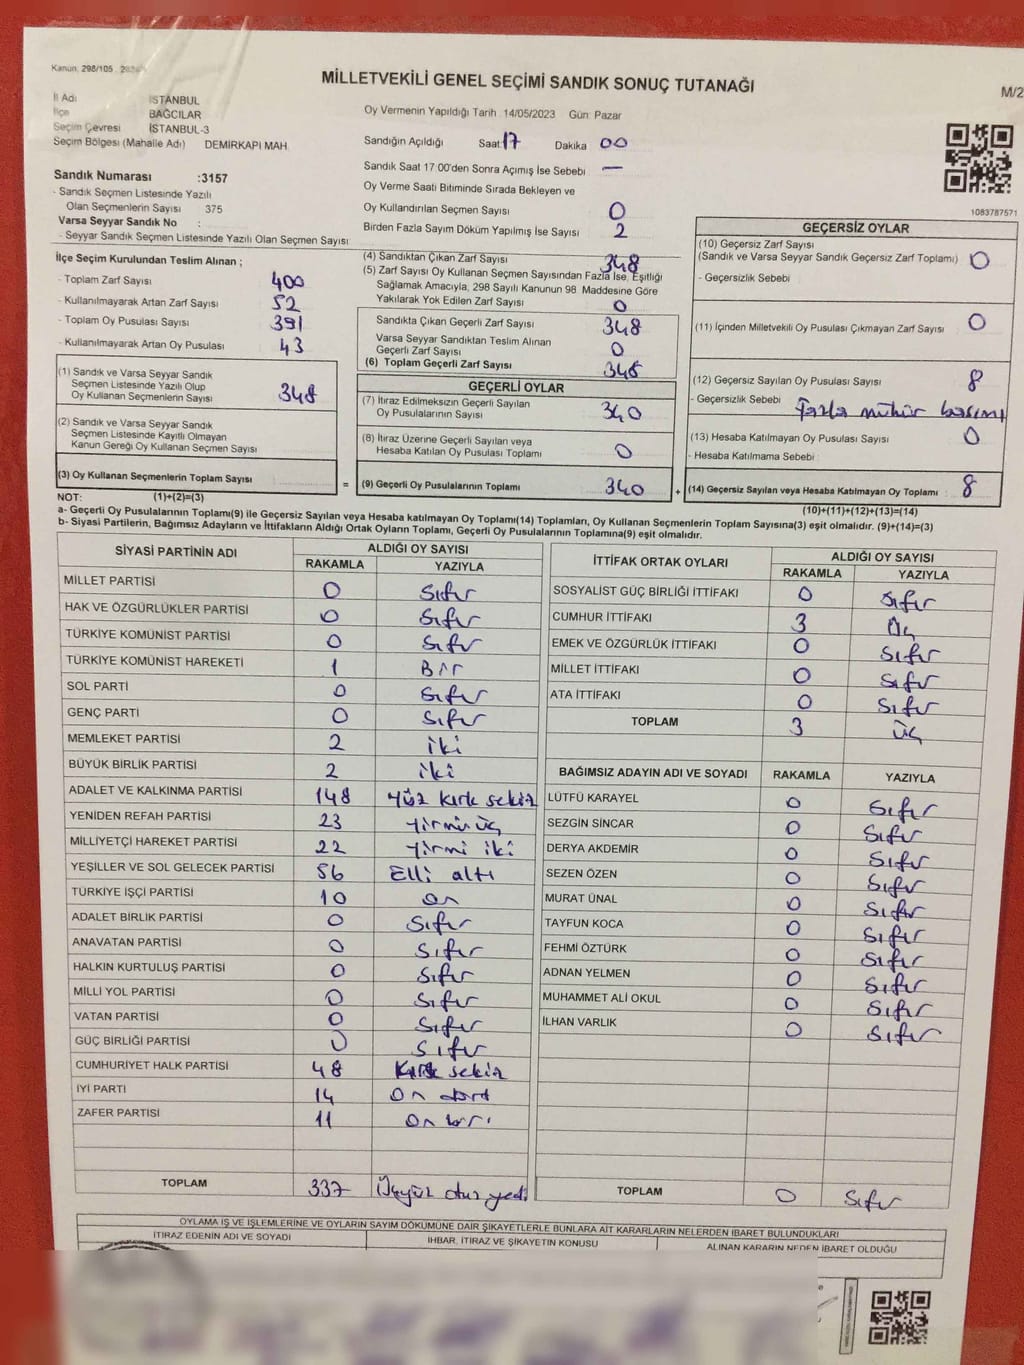 Kanun, 298/105
MİLLETVEKİLİ GENEL SEÇİMİ SANDIK SONUÇ TUTANAĞI
M/2
İl Adı İSTANBUL
İlçe BAĞCILAR
Seçim Çevresi İSTANBUL-3
Seçim Bölgesi (Mahalle Adı) DEMİRKAPI MAH.
Oy Vermenin Yapıldığı Tarih 14/05/2023 Gün: Pazar
Sandığın Açıldığı Saat: 17 Dakika 00
Sandık Saat 17:00'den Sonra Açımış İse Sebebi —
Oy Verme Saati Bitiminde Sırada Bekleyen ve
Oy Kullandırılan Seçmen Sayısı 0
Birden Fazla Sayım Döküm Yapılmış İse Sayısı 2
Sandık Numarası :3157
- Sandık Seçmen Listesinde Yazılı
Olan Seçmenlerin Sayısı 375
Varsa Seyyar Sandık No :
- Seyyar Sandık Seçmen Listesinde Yazılı Olan Seçmen Sayısı
1083787571
İlçe Seçim Kurulundan Teslim Alınan ;
- Toplam Zarf Sayısı 400
- Kullanılmayarak Artan Zarf Sayısı 52
- Toplam Oy Pusulası Sayısı 391
- Kullanılmayarak Artan Oy Pusulası 43
(1) Sandık ve Varsa Seyyar Sandık
Seçmen Listesinde Yazılı Olup
Oy Kullanan Seçmenlerin Sayısı 348
(2) Sandık ve Varsa Seyyar Sandık
Seçmen Listesinde Kayıtlı Olmayan
Kanun Gereği Oy Kullanan Seçmen Sayısı
(3) Oy Kullanan Seçmenlerin Toplam Sayısı
(4) Sandıktan Çıkan Zarf Sayısı 348
(5) Zarf Sayısı Oy Kullanan Seçmen Sayısından Fazla İse, Eşitliği
Sağlamak Amacıyla, 298 Sayılı Kanunun 98. Maddesine Göre
Yakılarak Yok Edilen Zarf Sayısı 0
Sandıkta Çıkan Geçerli Zarf Sayısı 348
Varsa Seyyar Sandıktan Teslim Alınan
Geçerli Zarf Sayısı 0
(6) Toplam Geçerli Zarf Sayısı 348
GEÇERLİ OYLAR
(7) İtiraz Edilmeksizin Geçerli Sayılan
Oy Pusulalarının Sayısı 340
(8) İtiraz Üzerine Geçerli Sayılan veya
Hesaba Katılan Oy Pusulası Toplamı 0
= (9) Geçerli Oy Pusulalarının Toplamı 340
GEÇERSİZ OYLAR
(10) Geçersiz Zarf Sayısı
(Sandık ve Varsa Seyyar Sandık Geçersiz Zarf Toplamı) 0
- Geçersizlik Sebebi
(11) İçinden Milletvekili Oy Pusulası Çıkmayan Zarf Sayısı 0
(12) Geçersiz Sayılan Oy Pusulası Sayısı 8
- Geçersizlik Sebebi Fazla mühür basımı
(13) Hesaba Katılmayan Oy Pusulası Sayısı 0
- Hesaba Katılmama Sebebi
+ (14) Geçersiz Sayılan veya Hesaba Katılmayan Oy Toplamı 8
NOT: (1)+(2)=(3)
(10)+(11)+(12)+(13)=(14)
a- Geçerli Oy Pusulalarının Toplam(9) ile Geçersiz Sayılan veya Hesaba katılmayan Oy Toplamı(14) Toplamları, Oy Kullanan Seçmenlerin Toplam Sayısına(3) eşit olmalıdır. (9)+(14)=(3)
b- Siyasi Partilerin, Bağımsız Adayların ve İttifakların Aldığı Ortak Oyların Toplamı, Geçerli Oy Pusulalarının Toplamına(9) eşit olmalıdır.
SİYASİ PARTİNİN ADI ALDIĞI OY SAYISI
RAKAMLA YAZIYLA
MİLLET PARTİSİ 0 Sıfır
HAK VE ÖZGÜRLÜKLER PARTİSİ 0 Sıfır
TÜRKİYE KOMÜNİST PARTİSİ 0 Sıfır
TÜRKİYE KOMÜNİST HAREKETİ 1 Bir
SOL PARTİ 0 Sıfır
GENÇ PARTİ 0 Sıfır
MEMLEKET PARTİSİ 2 iki
BÜYÜK BİRLİK PARTİSİ 2 iki
ADALET VE KALKINMA PARTİSİ 148 yüz kırk sekiz
YENİDEN REFAH PARTİSİ 23 yirmi üç
MİLLİYETÇİ HAREKET PARTİSİ 22 yirmi iki
YEŞİLLER VE SOL GELECEK PARTİSİ 56 Elli altı
TÜRKİYE İŞÇİ PARTİSİ 10 on
ADALET BİRLİK PARTİSİ 0 Sıfır
ANAVATAN PARTİSİ 0 Sıfır
HALKIN KURTULUŞ PARTİSİ 0 Sıfır
MİLLİ YOL PARTİSİ 0 Sıfır
VATAN PARTİSİ 0 Sıfır
GÜÇ BİRLİĞİ PARTİSİ 0 Sıfır
CUMHURİYET HALK PARTİSİ 48 Kırk sekiz
İYİ PARTİ 14 On dört
ZAFER PARTİSİ 11 On bir
TOPLAM 337 Üçyüz otuz yedi
İTTİFAK ORTAK OYLARI ALDIĞI OY SAYISI
RAKAMLA YAZIYLA
SOSYALİST GÜÇ BİRLİĞİ İTTİFAKI 0 Sıfır
CUMHUR İTTİFAKI 3 Üç
EMEK VE ÖZGÜRLÜK İTTİFAKI 0 Sıfır
MİLLET İTTİFAKI 0 Sıfır
ATA İTTİFAKI 0 Sıfır
TOPLAM 3 üç
BAĞIMSIZ ADAYIN ADI VE SOYADI RAKAMLA YAZIYLA
LÜTFÜ KARAYEL 0 Sıfır
SEZGİN SİNCAR 0 Sıfır
DERYA AKDEMİR 0 Sıfır
SEZEN ÖZEN 0 Sıfır
MURAT ÜNAL 0 Sıfır
TAYFUN KOCA 0 Sıfır
FEHMİ ÖZTÜRK 0 Sıfır
ADNAN YELMEN 0 Sıfır
MUHAMMET ALİ OKUL 0 Sıfır
İLHAN VARLIK 0 Sıfır
TOPLAM 0 Sıfır
OYLAMA İŞ VE İŞLEMLERİNE VE OYLARIN SAYIM DÖKÜMÜNE DAİR ŞİKAYETLERLE BUNLARA AİT KARARLARIN NELERDEN İBARET BULUNDUKLARI
İTİRAZ EDENİN ADI VE SOYADI İHBAR, İTİRAZ VE ŞİKAYETİN KONUSU ALINAN KARARIN NEDEN İBARET OLDUĞU